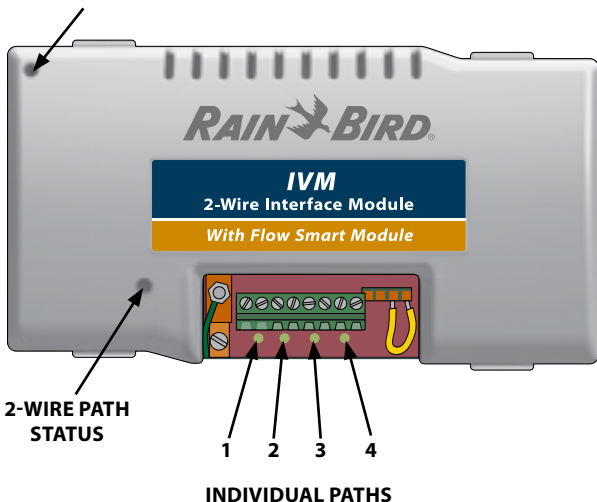 RAIN BIRD®
IVM
2-Wire Interface Module
With Flow Smart Module
2-WIRE PATH
STATUS
1 2 3 4
INDIVIDUAL PATHS